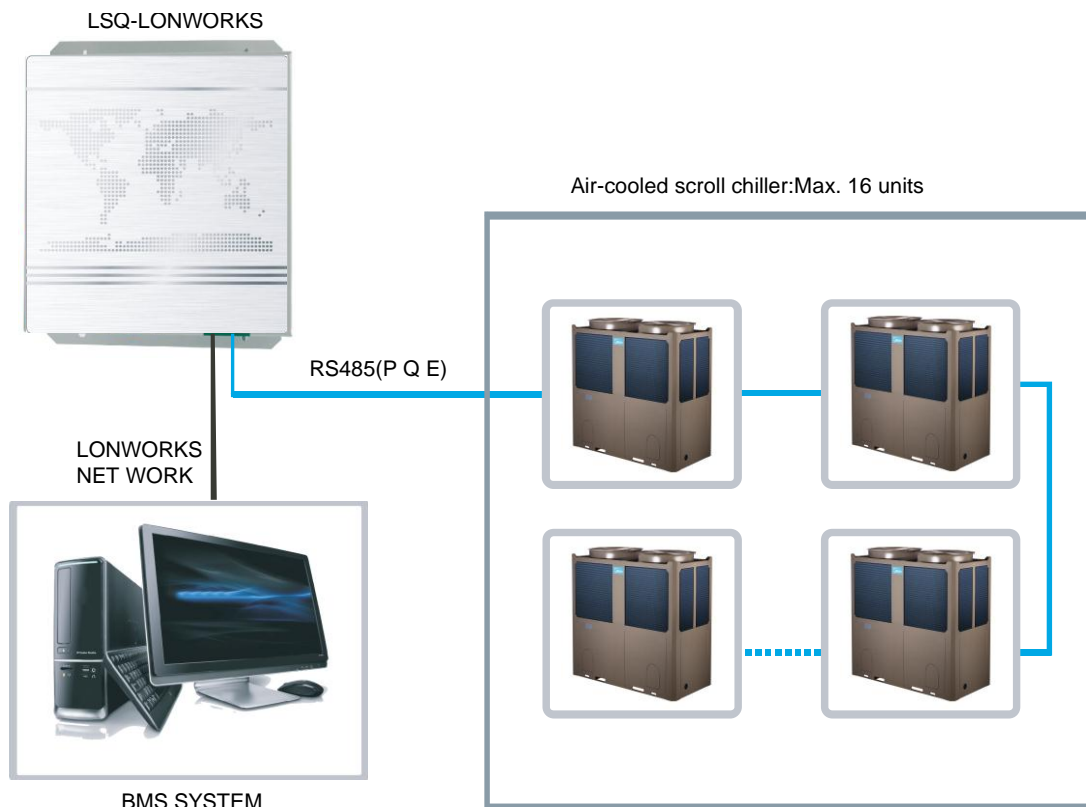 LSQ-LONWORKS
Air-cooled scroll chiller:Max. 16 units
RS485(P Q E)
LONWORKS
NET WORK
BMS SYSTEM